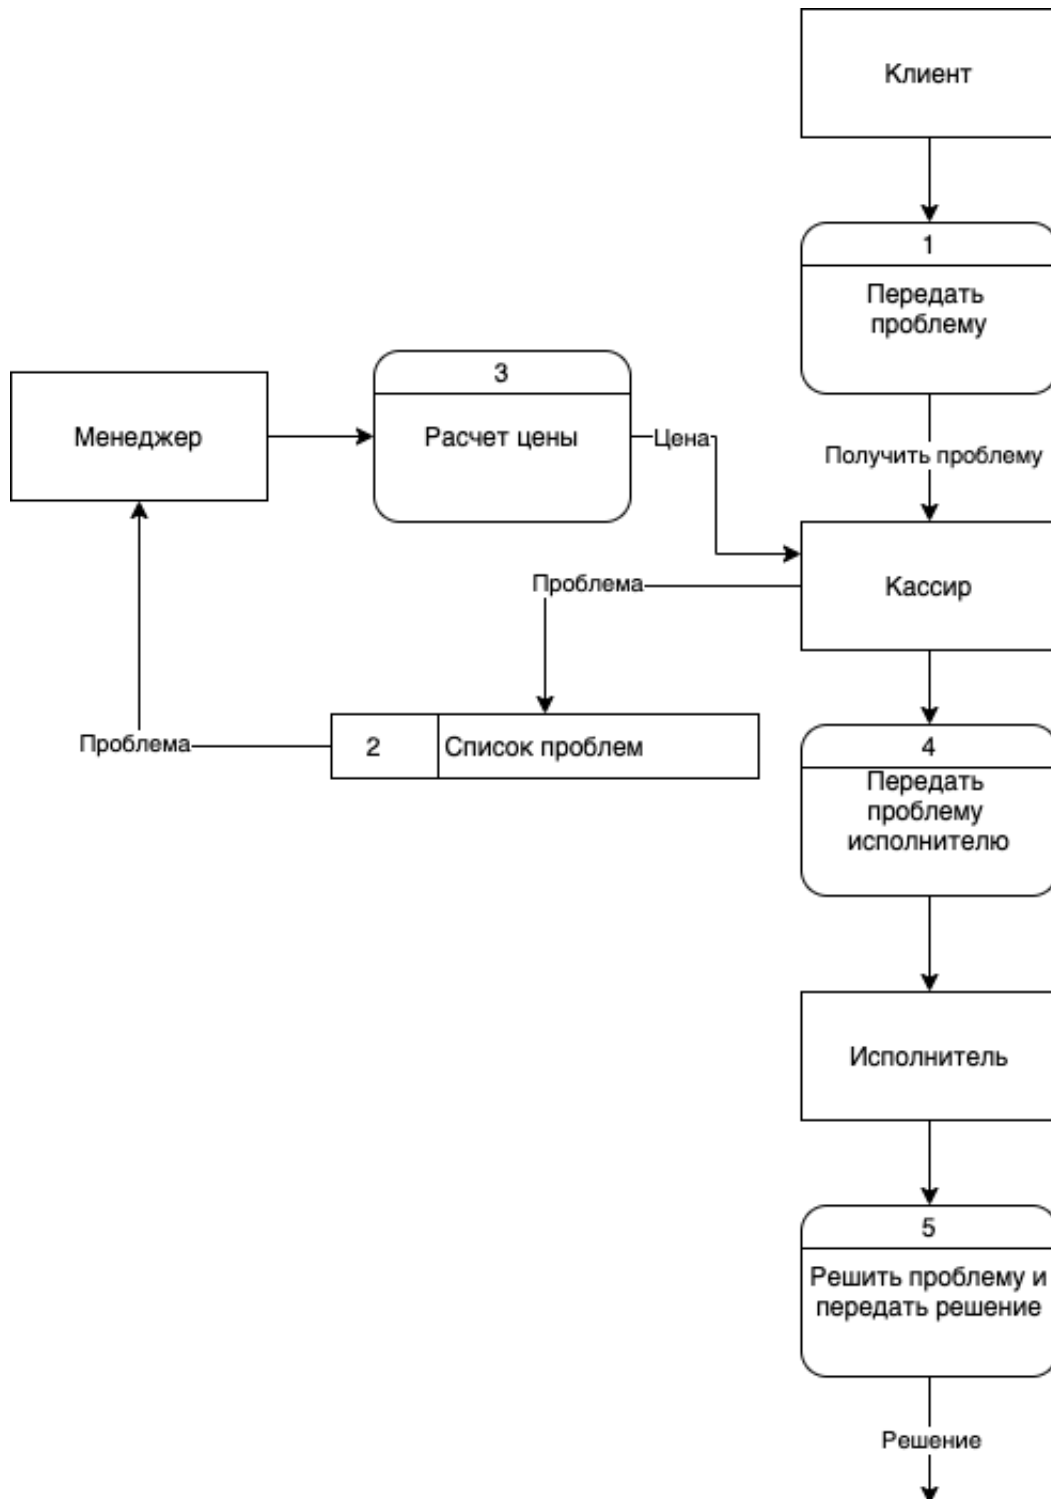 Клиент
1
Передать
проблему
3
Менеджер
Расчет цены
Цена
Получить проблему
Проблема
Кассир
Проблема
2
Список проблем
4
Передать
проблему
исполнителю
Исполнитель
5
Решить проблему и
передать решение
Решение